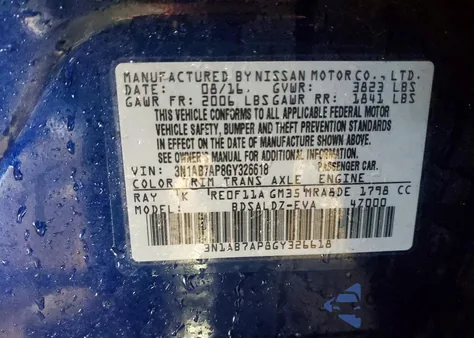 MANUFACTURED BY NISSAN MOTOR CO., LTD.
DATE: 08/16 GVWR: 3823 LBS
GAWR FR: 2006 LBS GAWR RR: 1841 LBS
THIS VEHICLE CONFORMS TO ALL APPLICABLE FEDERAL MOTOR
VEHICLE SAFETY, BUMPER AND THEFT PREVENTION STANDARDS
IN EFFECT ON THE DATE OF MANUFACTURE SHOWN ABOVE.
SEE OWNER'S MANUAL FOR ADDITIONAL INFORMATION.
VIN: 3N1AB7AP8GY326618 PASSENGER CAR
COLOR TRIM TRANS AXLE ENGINE
RAY K RE0F11A GM35 MRA8DE 1798 CC
MODEL: BDSALDZ-EVA 47000
3N1AB7AP8GY326618